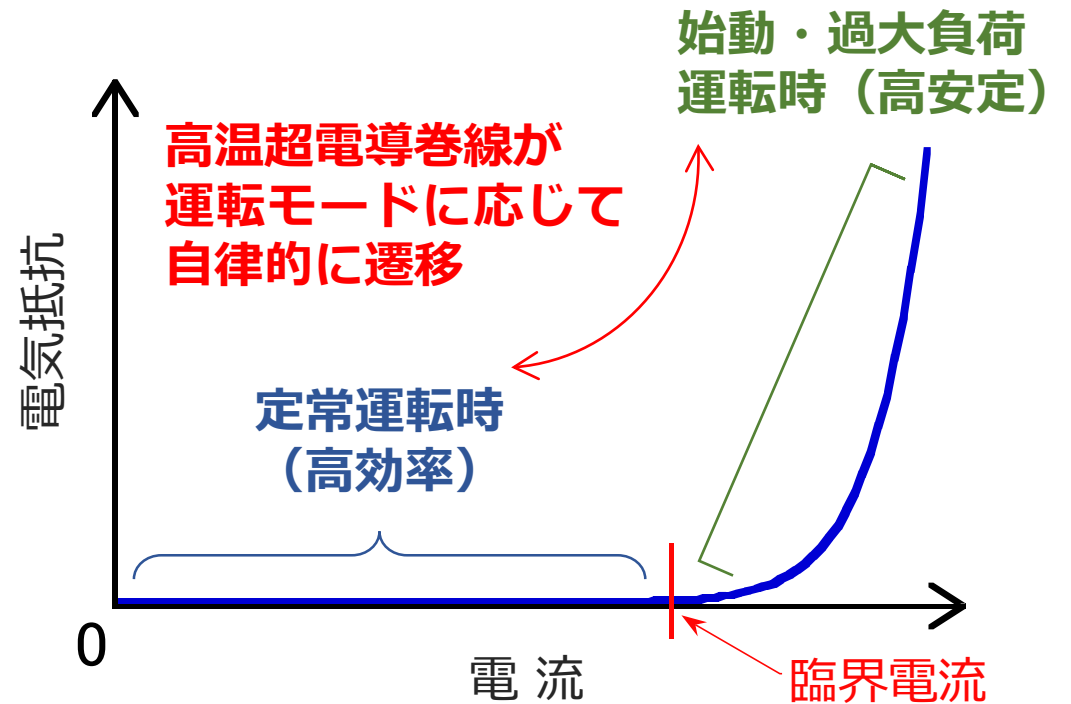 始動・過大負荷
運転時（高安定）
高温超電導巻線が
運転モードに応じて
自律的に遷移
電気抵抗
定常運転時
（高効率）
0
電 流
臨界電流